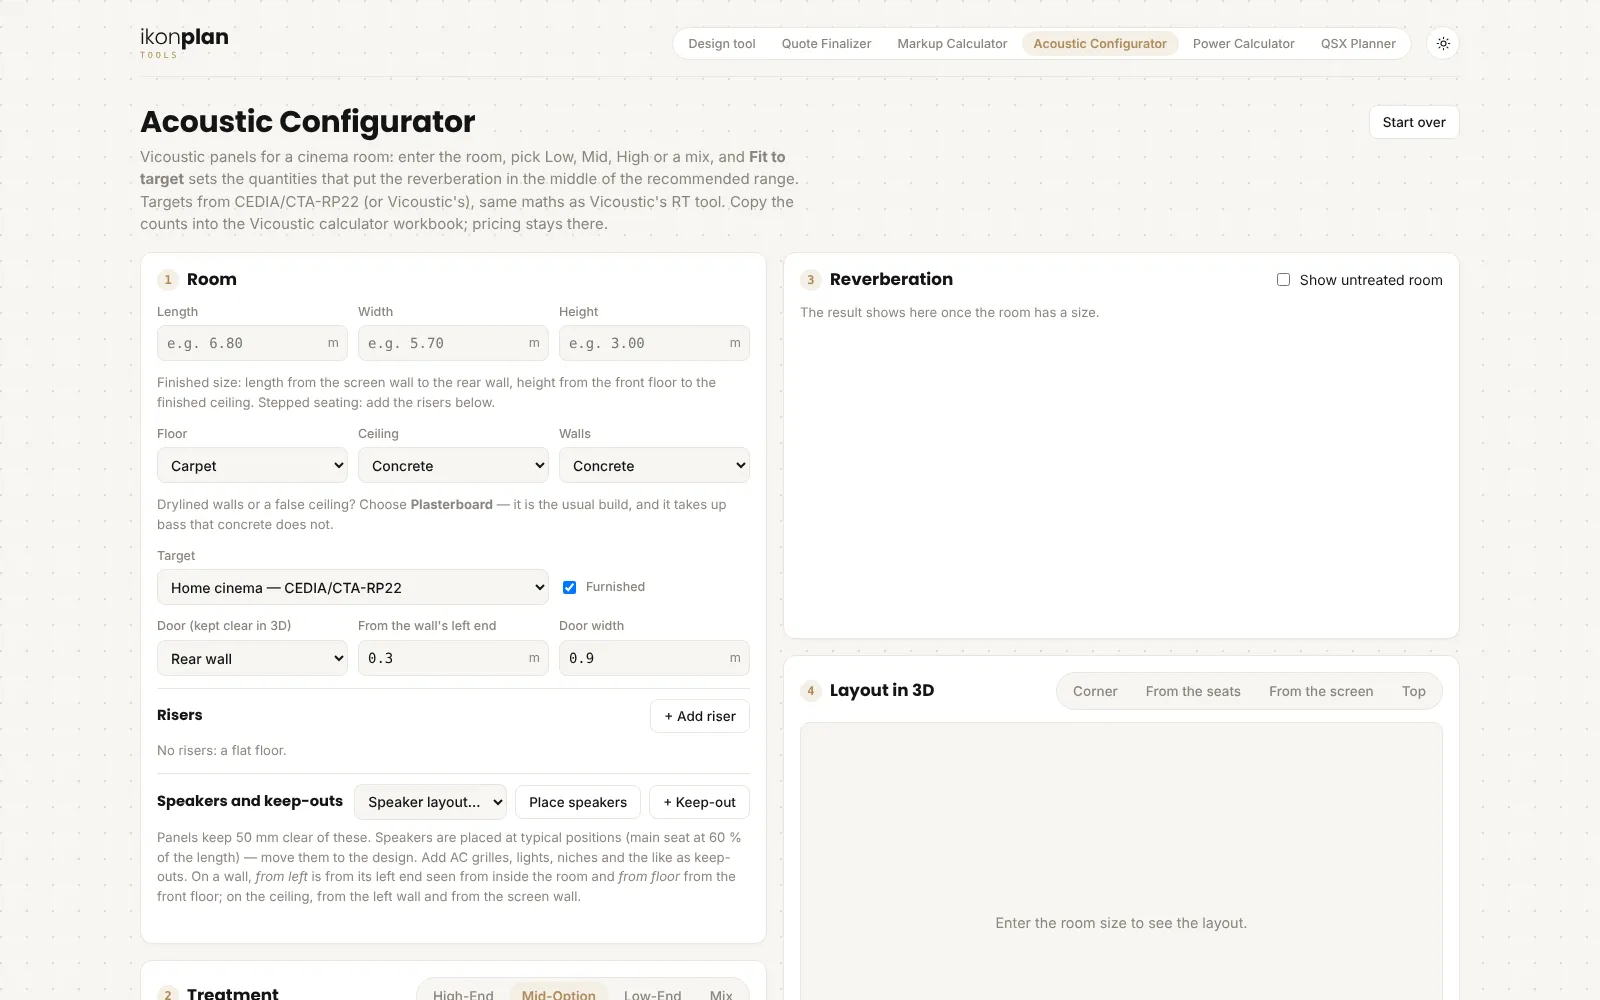 ikonplan
TOOLS
Design tool
Quote Finalizer
Markup Calculator
Acoustic Configurator
Power Calculator
QSX Planner
Acoustic Configurator
Start over
Vicoustic panels for a cinema room: enter the room, pick Low, Mid, High or a mix, and Fit to
target sets the quantities that put the reverberation in the middle of the recommended range.
Targets from CEDIA/CTA-RP22 (or Vicoustic's), same maths as Vicoustic's RT tool. Copy the
counts into the Vicoustic calculator workbook; pricing stays there.
1 Room
Length
Width
Height
e.g. 6.80 m
e.g. 5.70 m
e.g. 3.00 m
Finished size: length from the screen wall to the rear wall, height from the front floor to the
finished ceiling. Stepped seating: add the risers below.
Floor
Ceiling
Walls
Carpet
Concrete
Concrete
Drylined walls or a false ceiling? Choose Plasterboard — it is the usual build, and it takes up
bass that concrete does not.
Target
Home cinema — CEDIA/CTA-RP22
Furnished
Door (kept clear in 3D)
From the wall's left end
Door width
Rear wall
0.3 m
0.9 m
Risers
+ Add riser
No risers: a flat floor.
Speakers and keep-outs
Speaker layout...
Place speakers
+ Keep-out
Panels keep 50 mm clear of these. Speakers are placed at typical positions (main seat at 60 %
of the length) — move them to the design. Add AC grilles, lights, niches and the like as keep-
outs. On a wall, from left is from its left end seen from inside the room and from floor from the
front floor; on the ceiling, from the left wall and from the screen wall.
2 Treatment
High-End
Mid-Option
Low-End
Mix
3 Reverberation
Show untreated room
The result shows here once the room has a size.
4 Layout in 3D
Corner
From the seats
From the screen
Top
Enter the room size to see the layout.